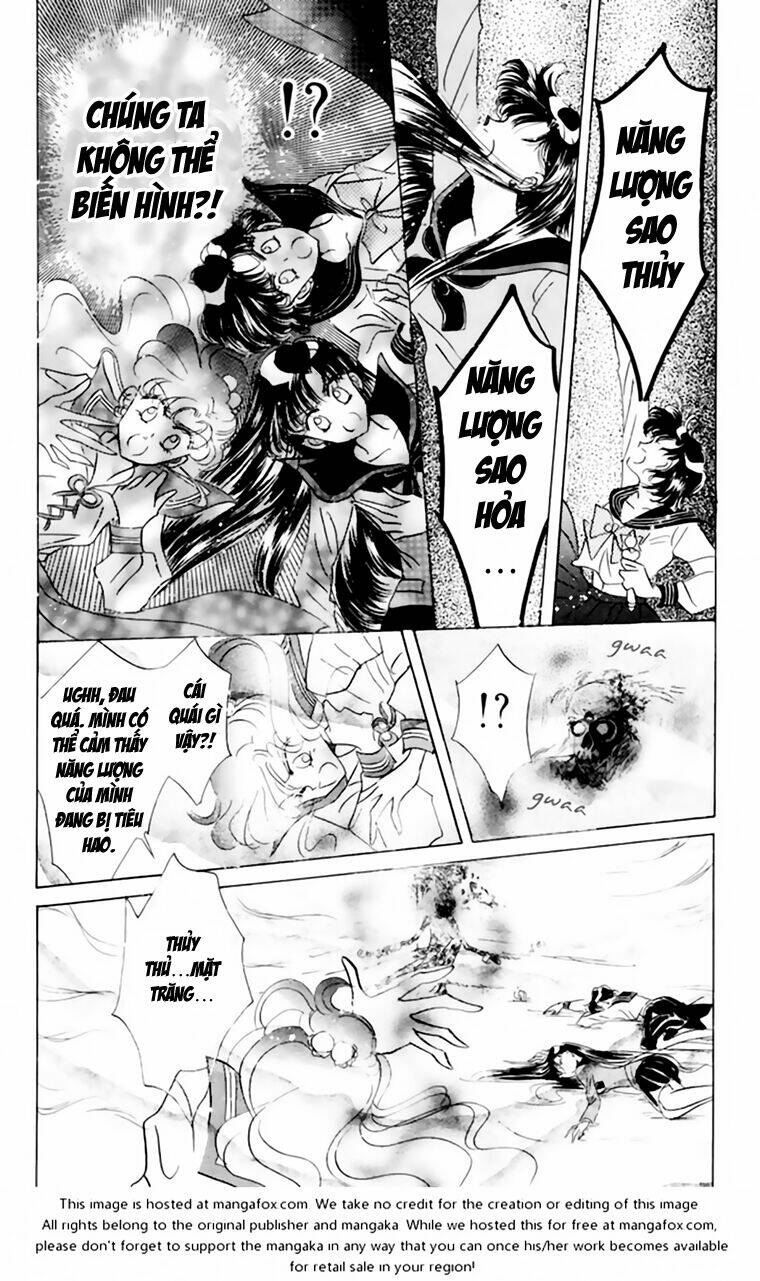 NĂNG
LƯỢNG
SAO
THỦY
NĂNG
LƯỢNG
SAO
HỎA
...
!?
CHÚNG TA
KHÔNG THỂ
BIẾN HÌNH?!
gwaa
!?
gwaa
CÁI
QUÁI GÌ
VẬY?!
UGHH, ĐAU
QUÁ. MÌNH CÓ
THỂ CẢM THẤY
NĂNG LƯỢNG
CỦA MÌNH
ĐANG BỊ TIÊU
HAO.
THỦY
THỦ...MẶT
TRĂNG...
This image is hosted at mangafox.com. We take no credit for the creation or editing of this image
All rights belong to the original publisher and mangaka. While we hosted this for free at mangafox.com,
please don't forget to support the mangaka in any way that you can once his/her work becomes available
for retail sale in your region!